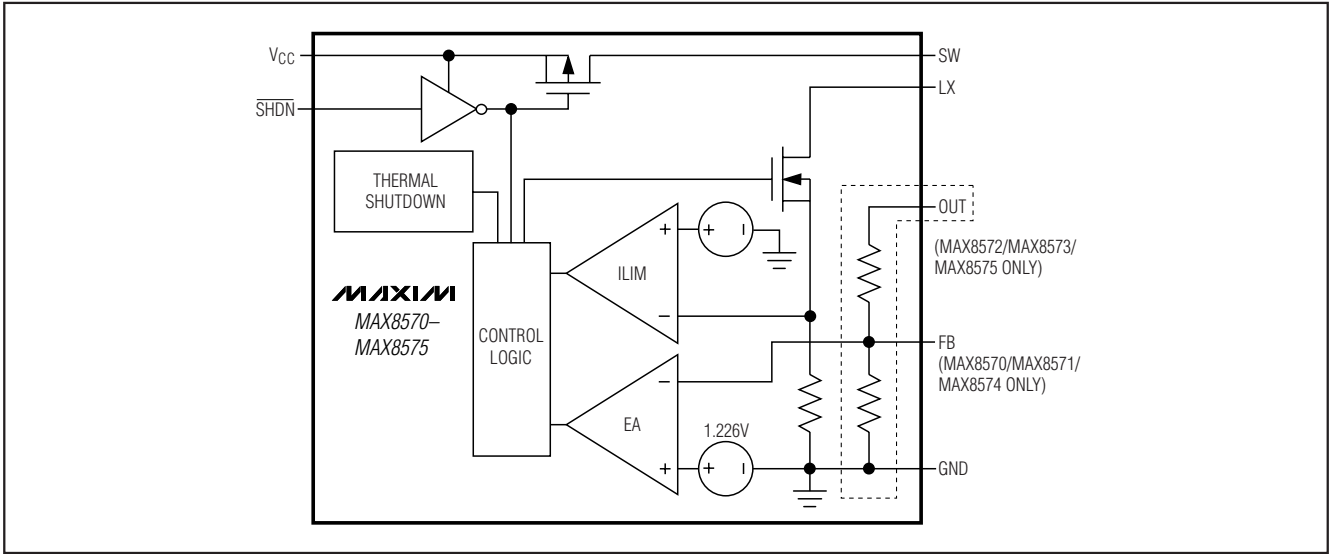 VCC
SW
LX
SHDN
THERMAL
SHUTDOWN
OUT
(MAX8572/MAX8573/
MAX8575 ONLY)
+
+ −
ILIM
−
MAXIM
MAX8570–
MAX8575
CONTROL
LOGIC
FB
(MAX8570/MAX8571/
MAX8574 ONLY)
−
EA
1.226V
+
+ −
GND